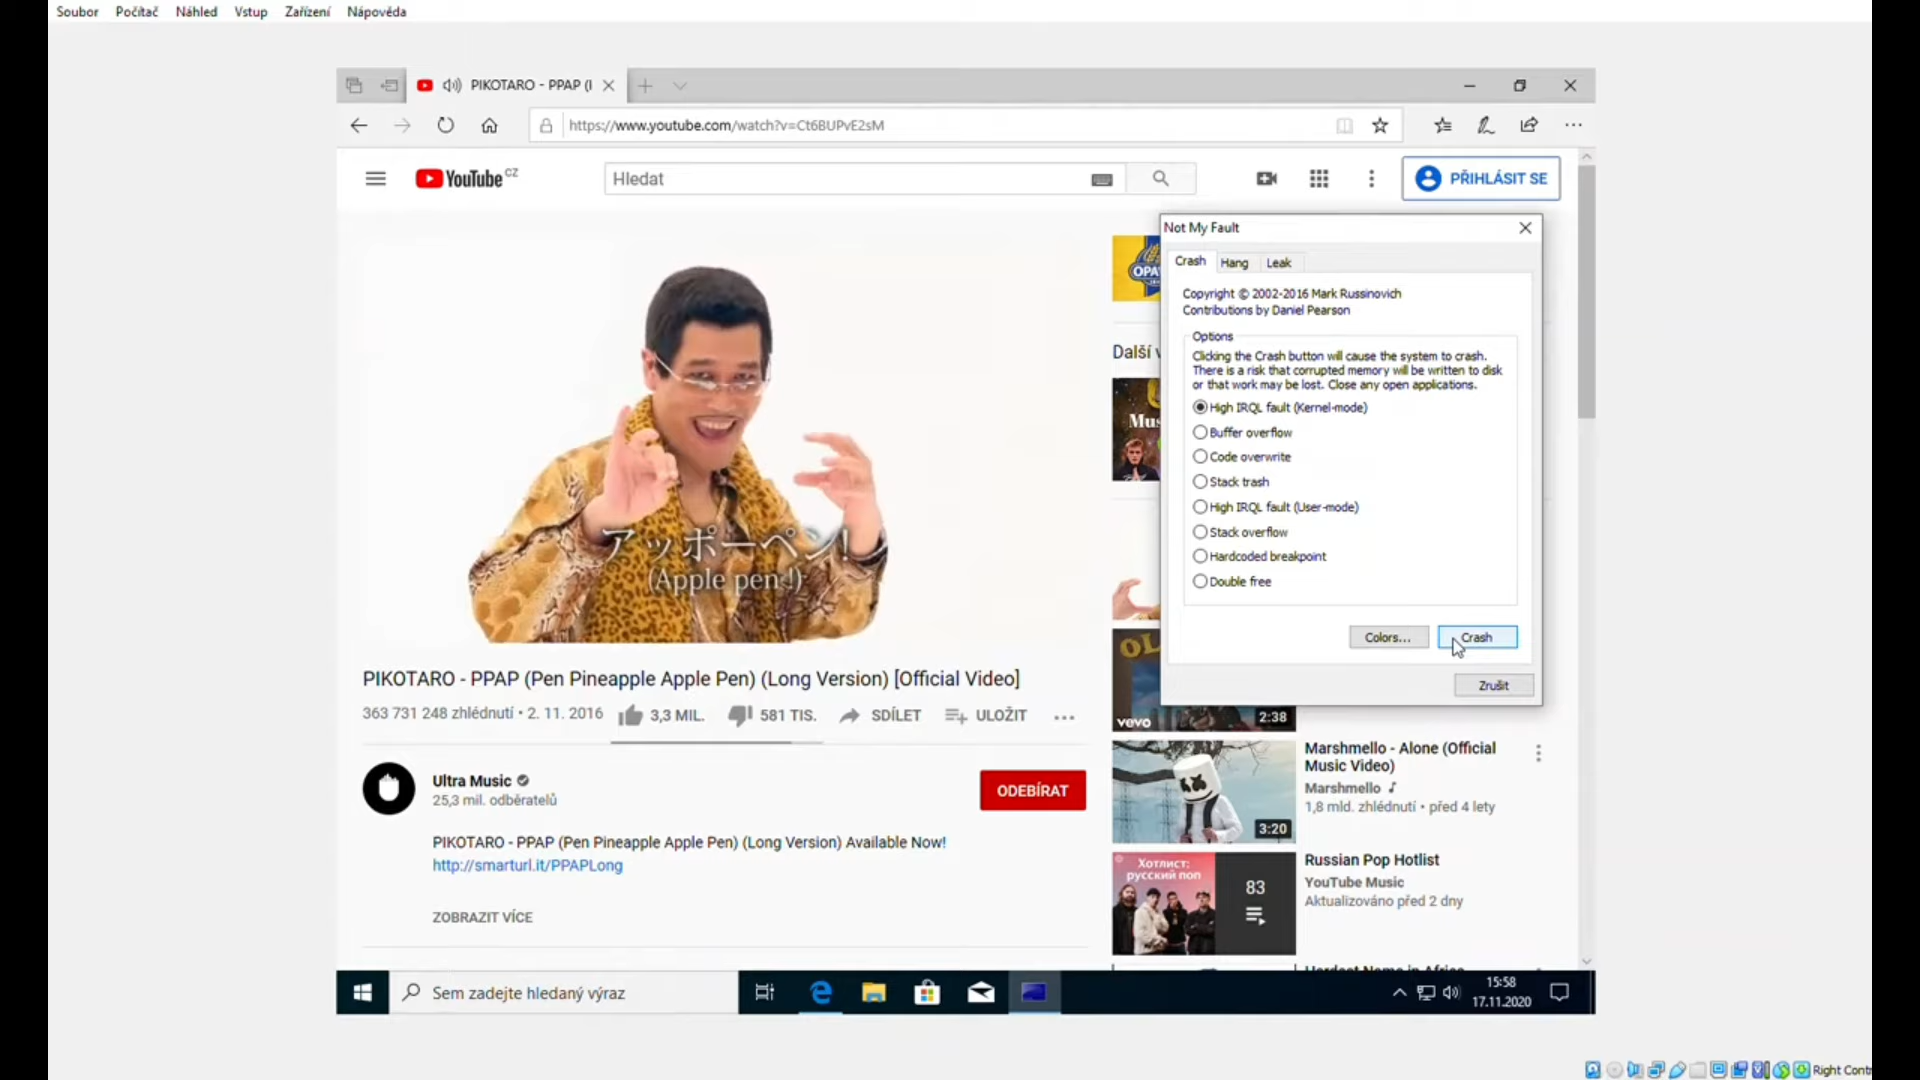 Soubor Počítač Náhled Vstup Zařízení Nápověda
PIKOTARO - PPAP (
https://www.youtube.com/watch?v=Ct6BUPvE2sM
YouTube CZ
Hledat
PŘIHLÁSIT SE
Not My Fault
Crash Hang Leak
Copyright © 2002-2016 Mark Russinovich
Contributions by Daniel Pearson
Options
Clicking the Crash button will cause the system to crash.
There is a risk that corrupted memory will be written to disk
or that work may be lost. Close any open applications.
High IRQL fault (Kernel-mode)
Buffer overflow
Code overwrite
Stack trash
High IRQL fault (User-mode)
Stack overflow
Hardcoded breakpoint
Double free
Colors... Crash
Zrušit
アッポーペン!
(Apple pen!)
PIKOTARO - PPAP (Pen Pineapple Apple Pen) (Long Version) [Official Video]
363 731 248 zhlédnutí • 2. 11. 2016
3,3 MIL. 581 TIS. SDÍLET ULOŽIT
Ultra Music
25,3 mil. odběratelů
ODEBÍRAT
PIKOTARO - PPAP (Pen Pineapple Apple Pen) (Long Version) Available Now!
http://smarturl.it/PPAPLong
ZOBRAZIT VÍCE
Další
vevo
2:38
Marshmello - Alone (Official
Music Video)
Marshmello
1,8 mld. zhlédnutí • před 4 lety
3:20
Хотлист:
русский поп
83
Russian Pop Hotlist
YouTube Music
Aktualizováno před 2 dny
Sem zadejte hledaný výraz
15:58
17.11.2020
Right Cont